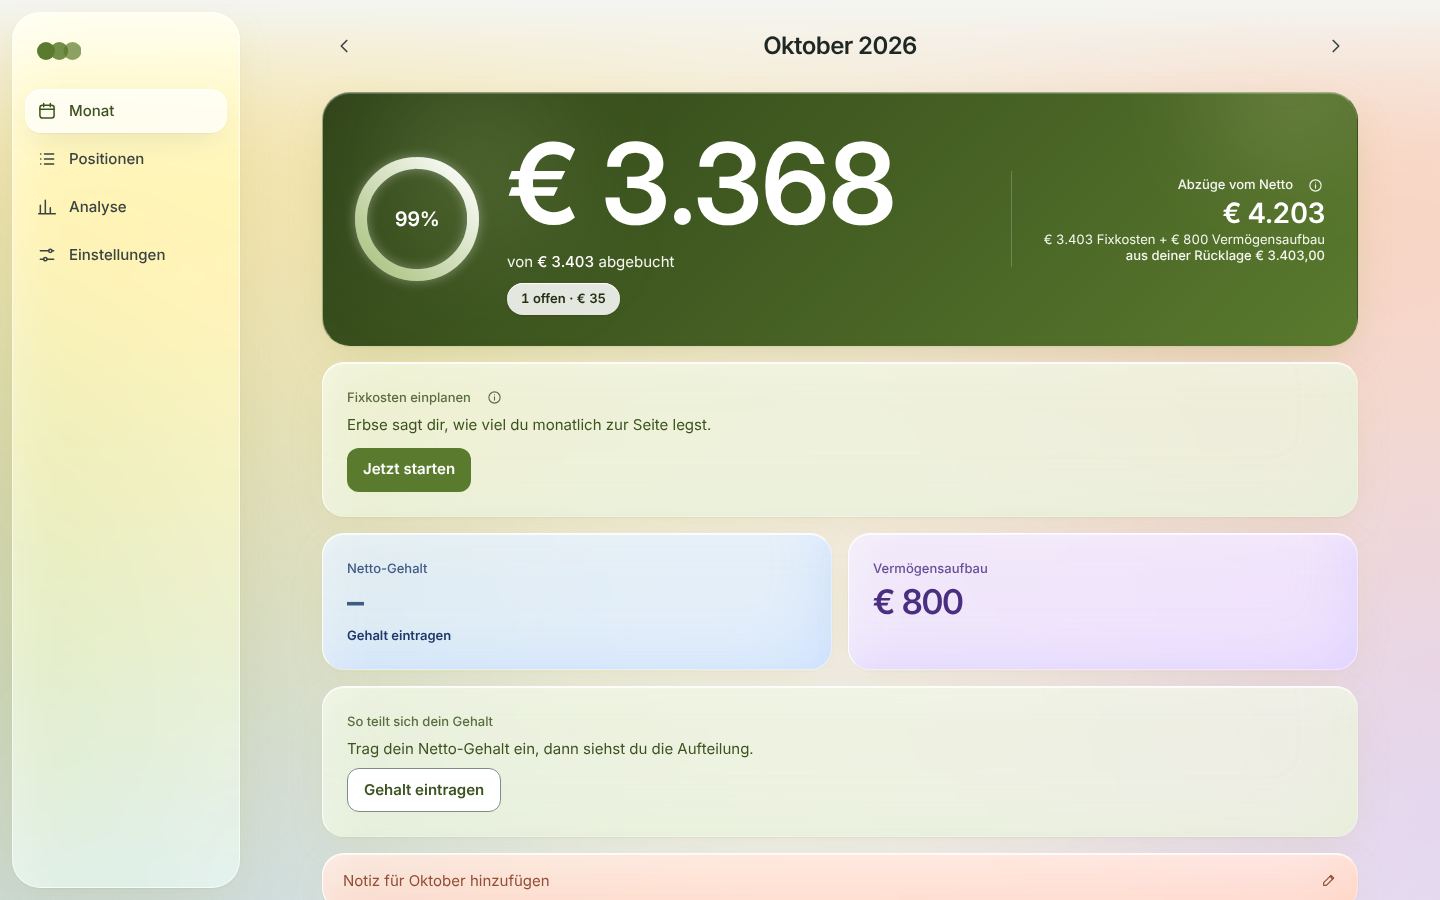 Oktober 2026
Monat
Positionen
Analyse
Einstellungen
99%
€ 3.368
von € 3.403 abgebucht
1 offen · € 35
Abzüge vom Netto
€ 4.203
€ 3.403 Fixkosten + € 800 Vermögensaufbau
aus deiner Rücklage € 3.403,00
Fixkosten einplanen
Erbse sagt dir, wie viel du monatlich zur Seite legst.
Jetzt starten
Netto-Gehalt
–
Gehalt eintragen
Vermögensaufbau
€ 800
So teilt sich dein Gehalt
Trag dein Netto-Gehalt ein, dann siehst du die Aufteilung.
Gehalt eintragen
Notiz für Oktober hinzufügen